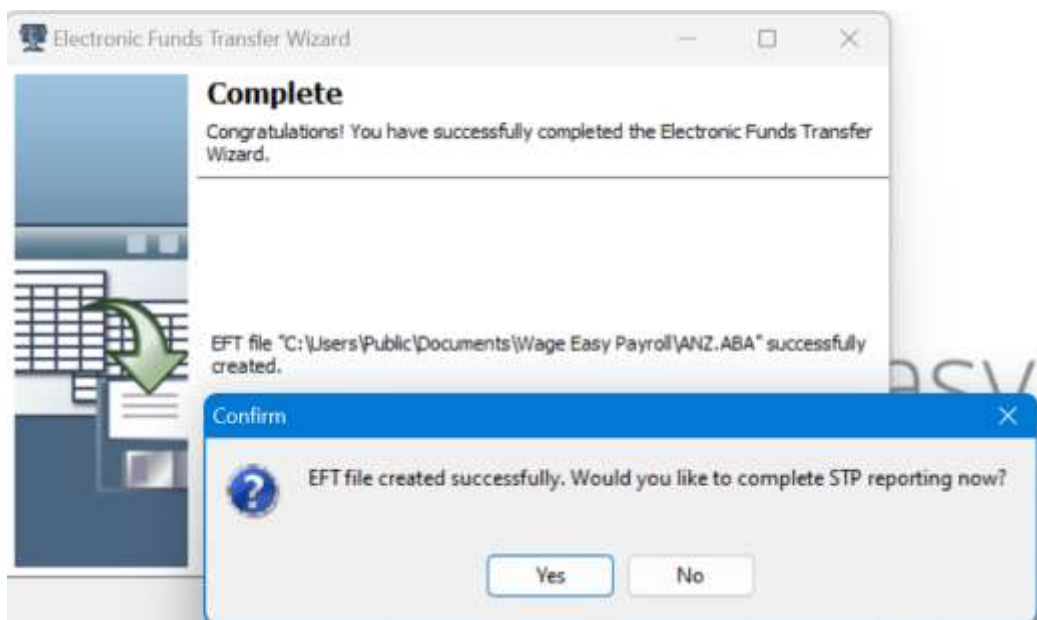 Electronic Funds Transfer Wizard
Complete
Congratulations! You have successfully completed the Electronic Funds Transfer
Wizard.
EFT file "C:\Users\Public\Documents\Wage Easy Payroll\ANZ.ABA" successfully
created.
Confirm
EFT file created successfully. Would you like to complete STP reporting now?
Yes No